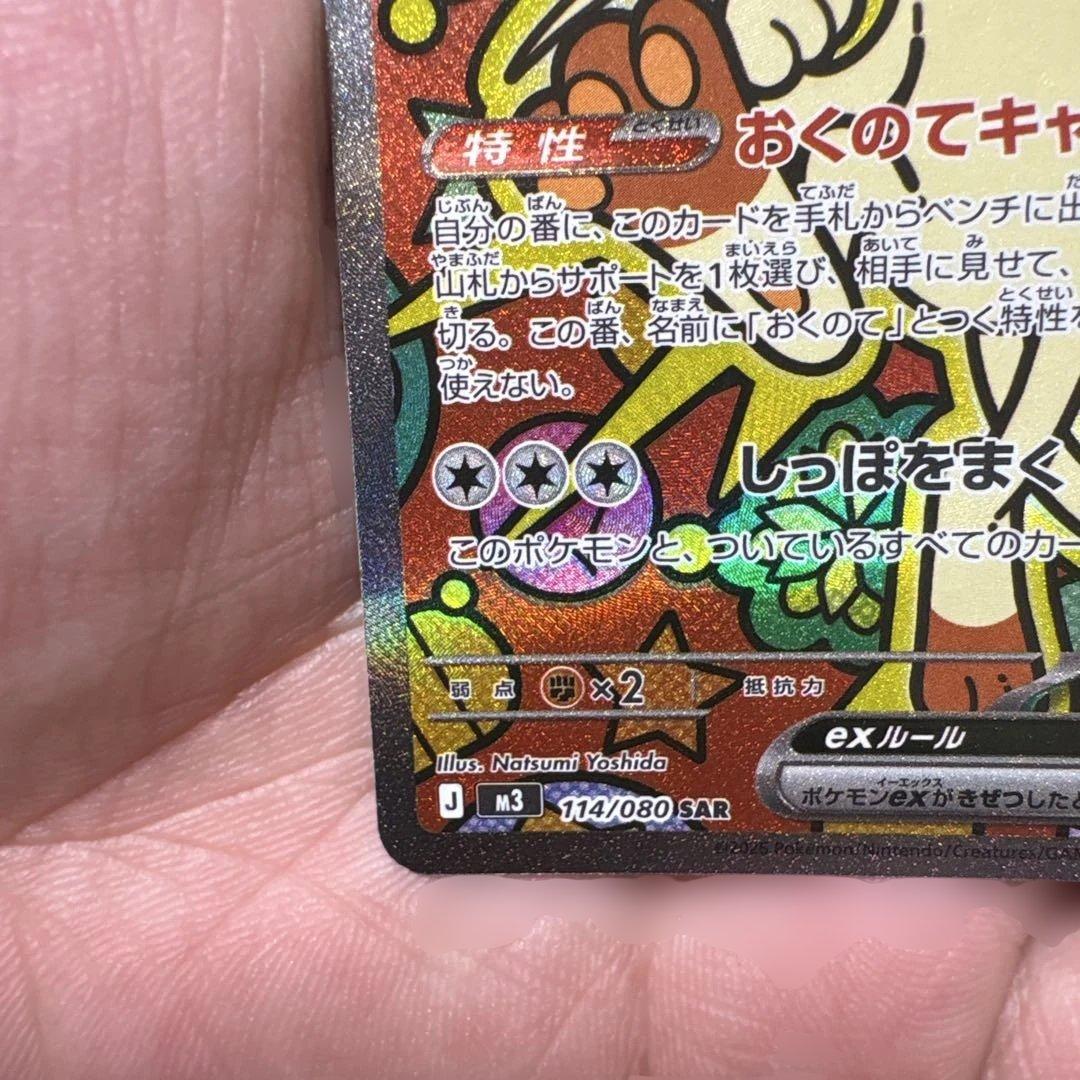 特性 とくせい おくのてキャ
じぶん ばん てふだ だ
自分の番に、このカードを手札からベンチに出
やまふだ まいえら あいて み
山札からサポートを1枚選び、相手に見せて、
き ばん なまえ とくせい
切る。この番、名前に「おくのて」とつく特性
つか
使えない。
しっぽをまく
このポケモンと、ついているすべてのカー
弱点 ×2 抵抗力
exルール
Illus. Natsumi Yoshida
イーエックス
ポケモンexがきぜつしたと
J M3 114/080 SAR
©2026 Pokémon/Nintendo/Creatures/GAM